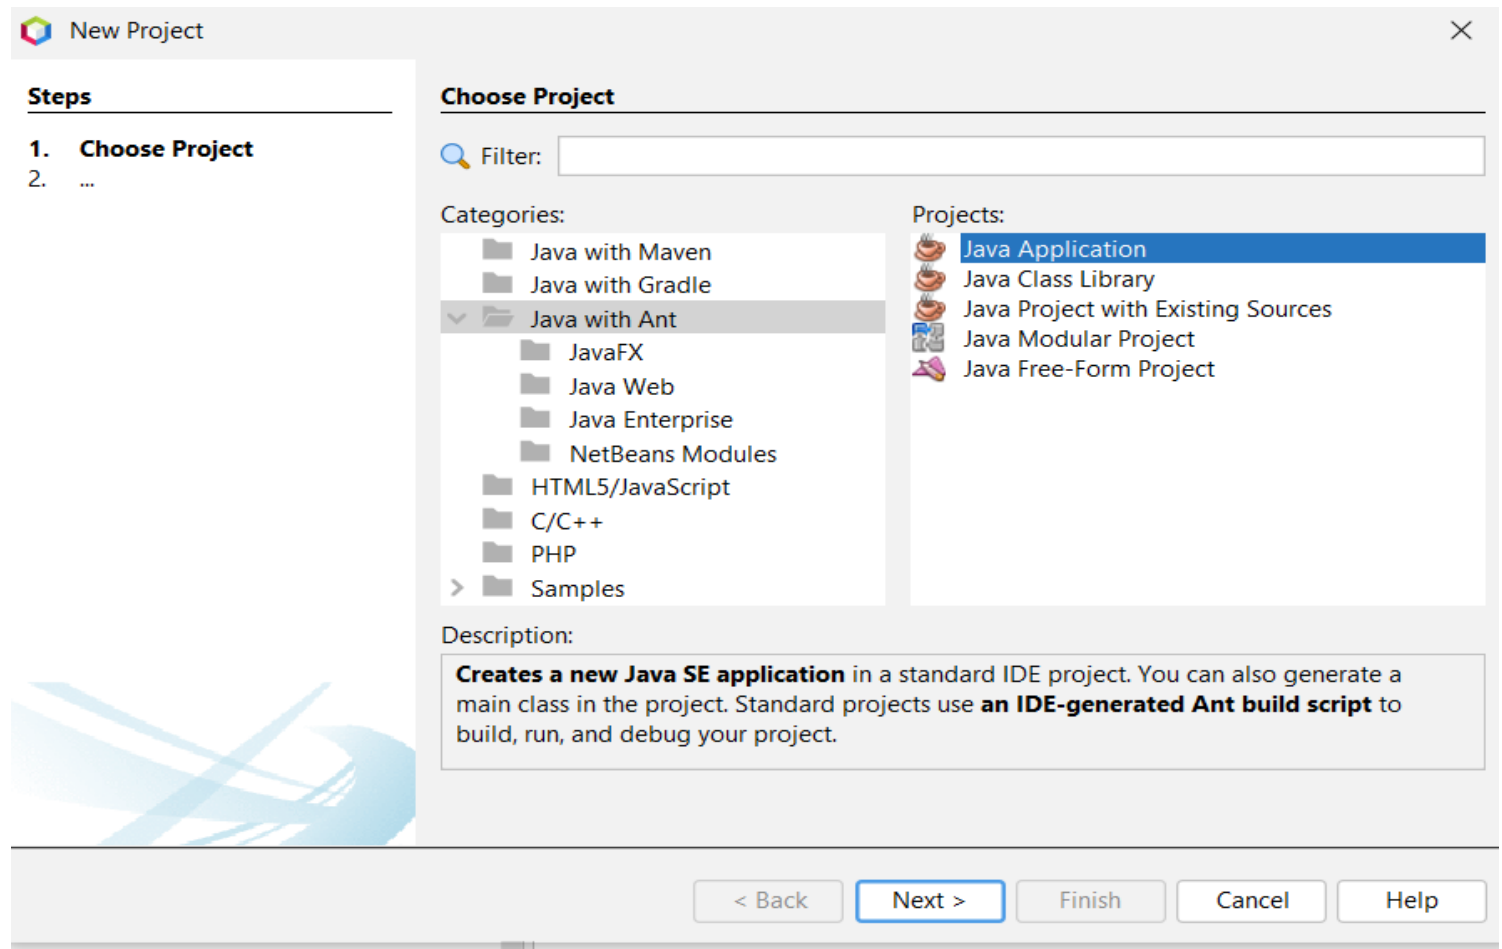 New Project
Steps
1. Choose Project
2. ...
Choose Project
Filter:
Categories:
Java with Maven
Java with Gradle
Java with Ant
JavaFX
Java Web
Java Enterprise
NetBeans Modules
HTML5/JavaScript
C/C++
PHP
Samples
Projects:
Java Application
Java Class Library
Java Project with Existing Sources
Java Modular Project
Java Free-Form Project
Description:
Creates a new Java SE application in a standard IDE project. You can also generate a
main class in the project. Standard projects use an IDE-generated Ant build script to
build, run, and debug your project.
< Back
Next >
Finish
Cancel
Help